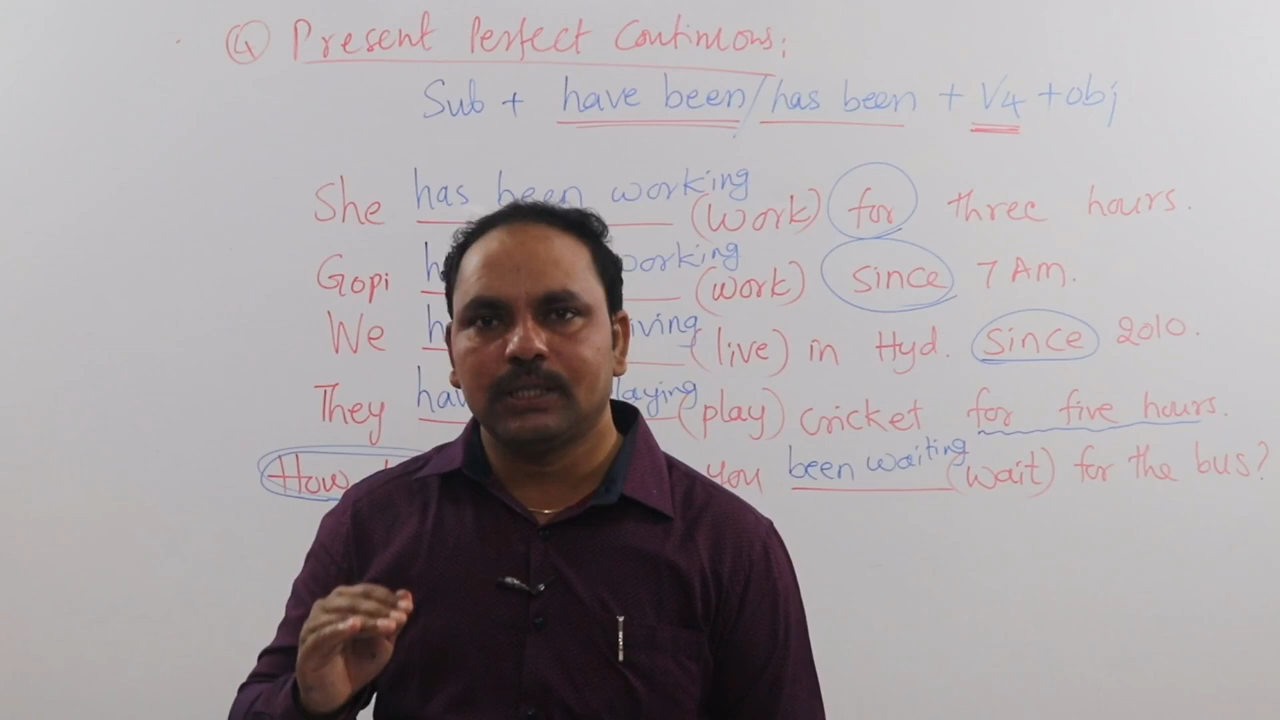 ④ Present Perfect Continuous:
Sub + have been/has been + V4 + obj
She has been working (work) for three hours.
Gopi working (work) since 7 Am.
We (live) in Hyd. since 2010.
They (play) cricket for five hours.
How you been waiting (wait) for the bus?